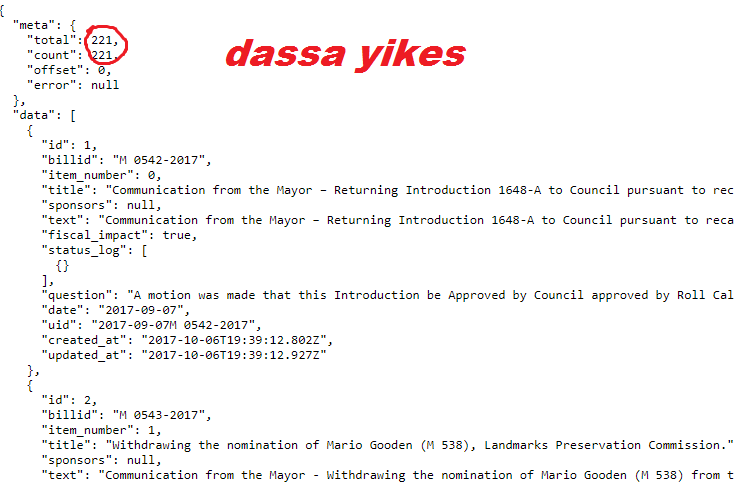 {
"meta": {
"total": 221,
"count": 221,
"offset": 0,
"error": null
},
dassa yikes
"data": [
{
"id": 1,
"billid": "M 0542-2017",
"item_number": 0,
"title": "Communication from the Mayor – Returning Introduction 1648-A to Council pursuant to rec
"sponsors": null,
"text": "Communication from the Mayor – Returning Introduction 1648-A to Council pursuant to reca
"fiscal_impact": true,
"status_log": [
{}
],
"question": "A motion was made that this Introduction be Approved by Council approved by Roll Cal
"date": "2017-09-07",
"uid": "2017-09-07M 0542-2017",
"created_at": "2017-10-06T19:39:12.802Z",
"updated_at": "2017-10-06T19:39:12.927Z"
},
{
"id": 2,
"billid": "M 0543-2017",
"item_number": 1,
"title": "Withdrawing the nomination of Mario Gooden (M 538), Landmarks Preservation Commission."
"sponsors": null,
"text": "Communication from the Mayor - Withdrawing the nomination of Mario Gooden (M 538) from t